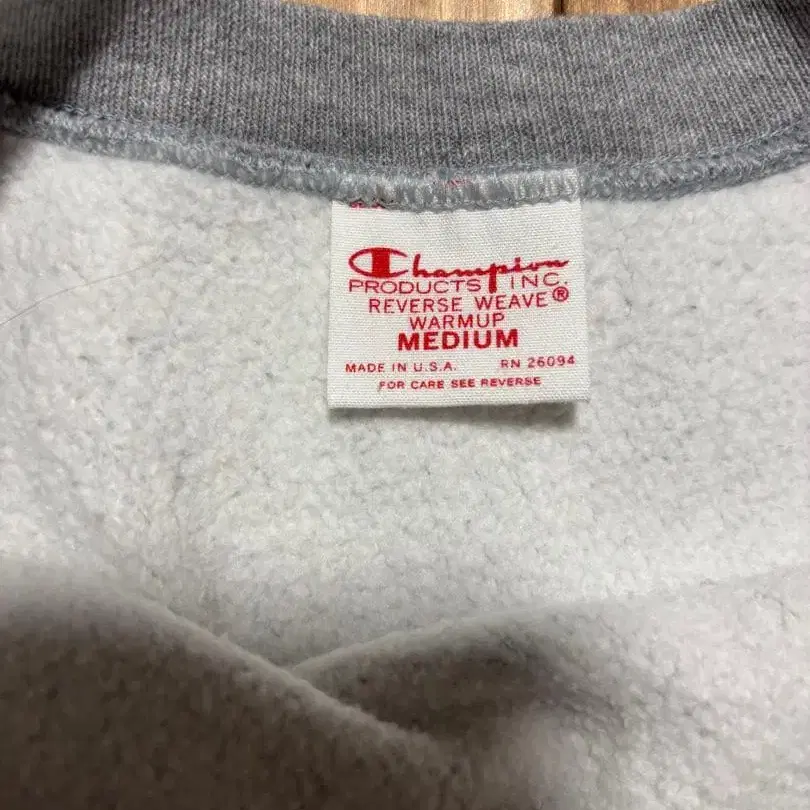 Champion
PRODUCTS INC.
REVERSE WEAVE®
WARMUP
MEDIUM
MADE IN U.S.A. RN 26094
FOR CARE SEE REVERSE